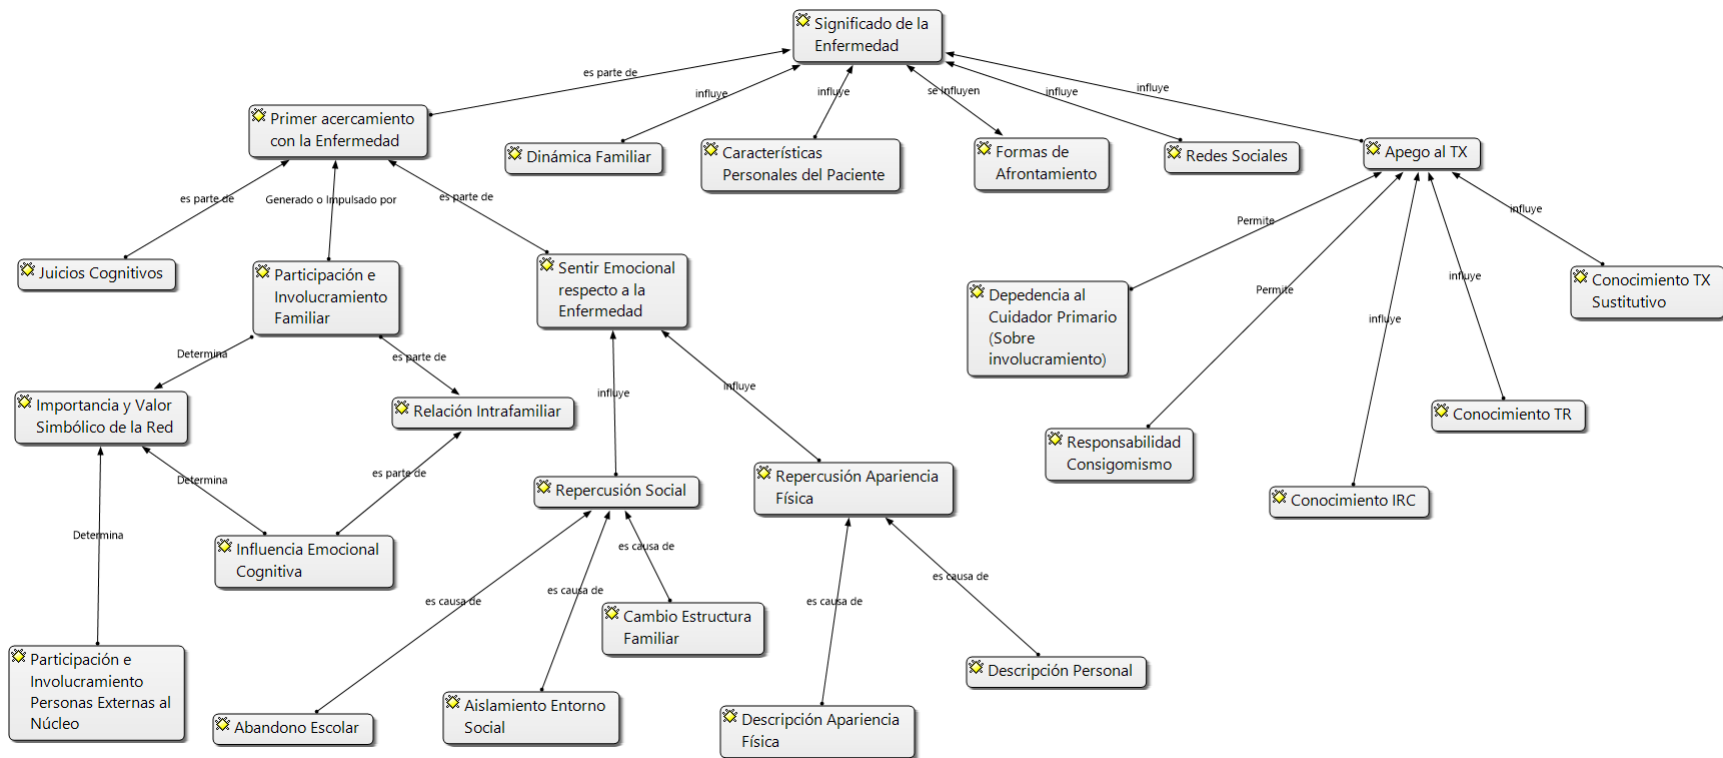 Significado de la
Enfermedad
es parte de
influye
influye
se influyen
influye
influye
Primer acercamiento
con la Enfermedad
Dinámica Familiar
Características
Personales del Paciente
Formas de
Afrontamiento
Redes Sociales
Apego al TX
es parte de
Generado o Impulsado por
es parte de
Permite
Permite
influye
influye
influye
Juicios Cognitivos
Participación e
Involucramiento
Familiar
Sentir Emocional
respecto a la
Enfermedad
Depedencia al
Cuidador Primario
(Sobre
involucramiento)
Conocimiento TX
Sustitutivo
Determina
es parte de
influye
influye
Importancia y Valor
Simbólico de la Red
Relación Intrafamiliar
Responsabilidad
Consigomismo
Conocimiento TR
Conocimiento IRC
Determina
es parte de
Determina
Repercusión Social
Repercusión Apariencia
Física
Influencia Emocional
Cognitiva
es causa de
es causa de
es causa de
es causa de
es causa de
Cambio Estructura
Familiar
Participación e
Involucramiento
Personas Externas al
Núcleo
Descripción Personal
Abandono Escolar
Aislamiento Entorno
Social
Descripción Apariencia
Física